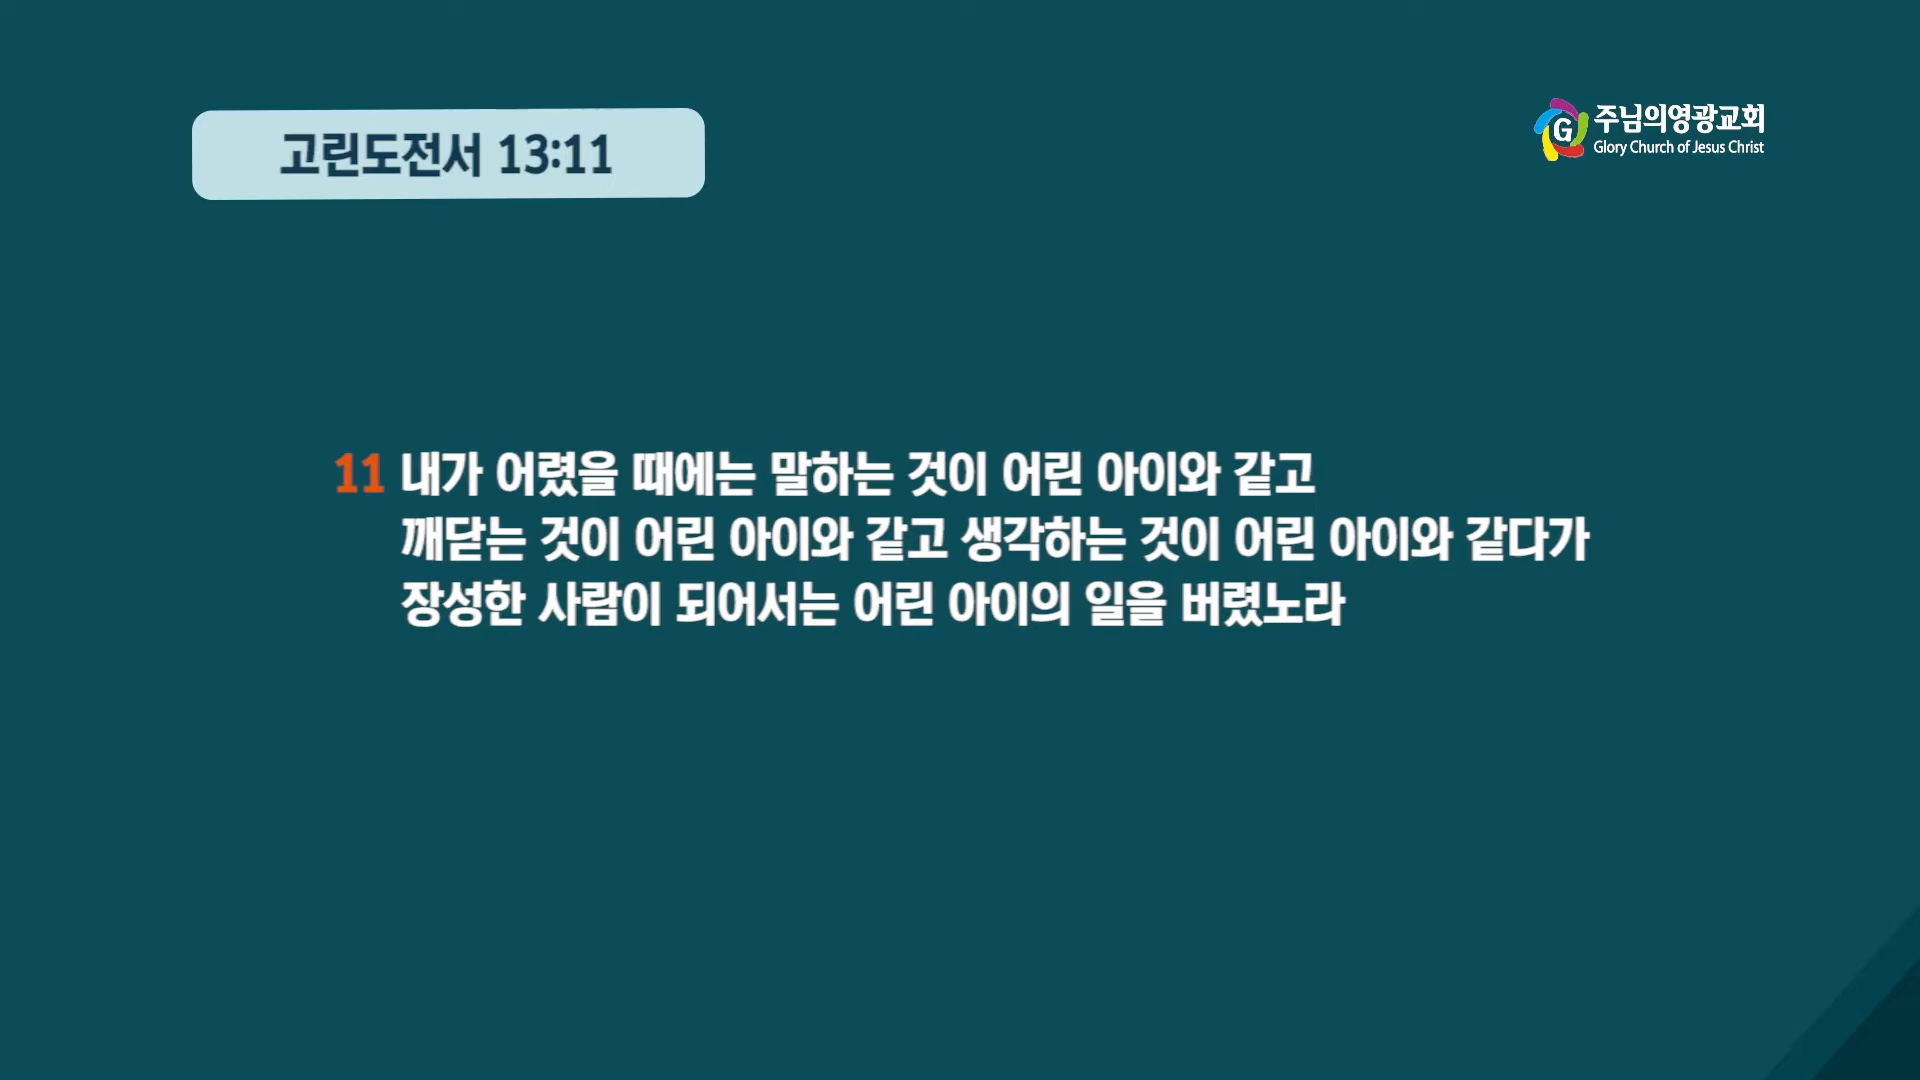 고린도전서 13:11
G 주님의영광교회
Glory Church of Jesus Christ
11 내가 어렸을 때에는 말하는 것이 어린 아이와 같고
깨닫는 것이 어린 아이와 같고 생각하는 것이 어린 아이와 같다가
장성한 사람이 되어서는 어린 아이의 일을 버렸노라